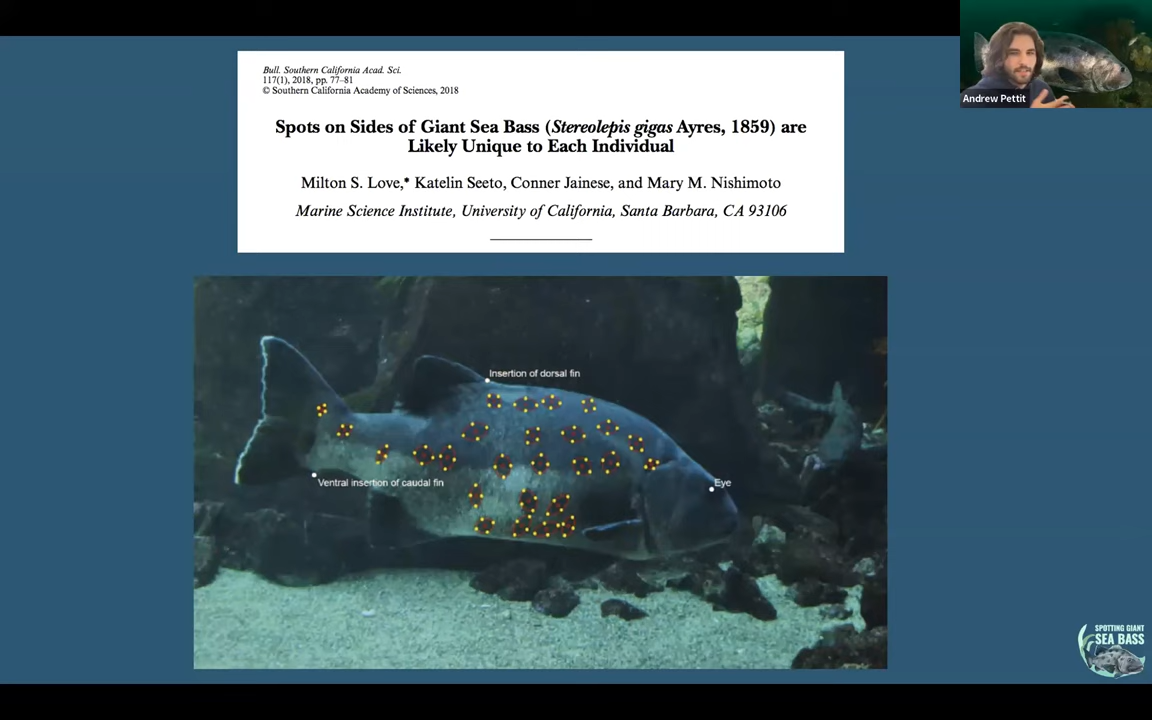 Bull. Southern California Acad. Sci.
117(1), 2018, pp. 77–81
© Southern California Academy of Sciences, 2018
Spots on Sides of Giant Sea Bass (Stereolepis gigas Ayres, 1859) are
Likely Unique to Each Individual
Milton S. Love,* Katelin Seeto, Conner Jainese, and Mary M. Nishimoto
Marine Science Institute, University of California, Santa Barbara, CA 93106
Andrew Pettit
Insertion of dorsal fin
Ventral insertion of caudal fin
Eye
SPOTTING GIANT
SEA BASS